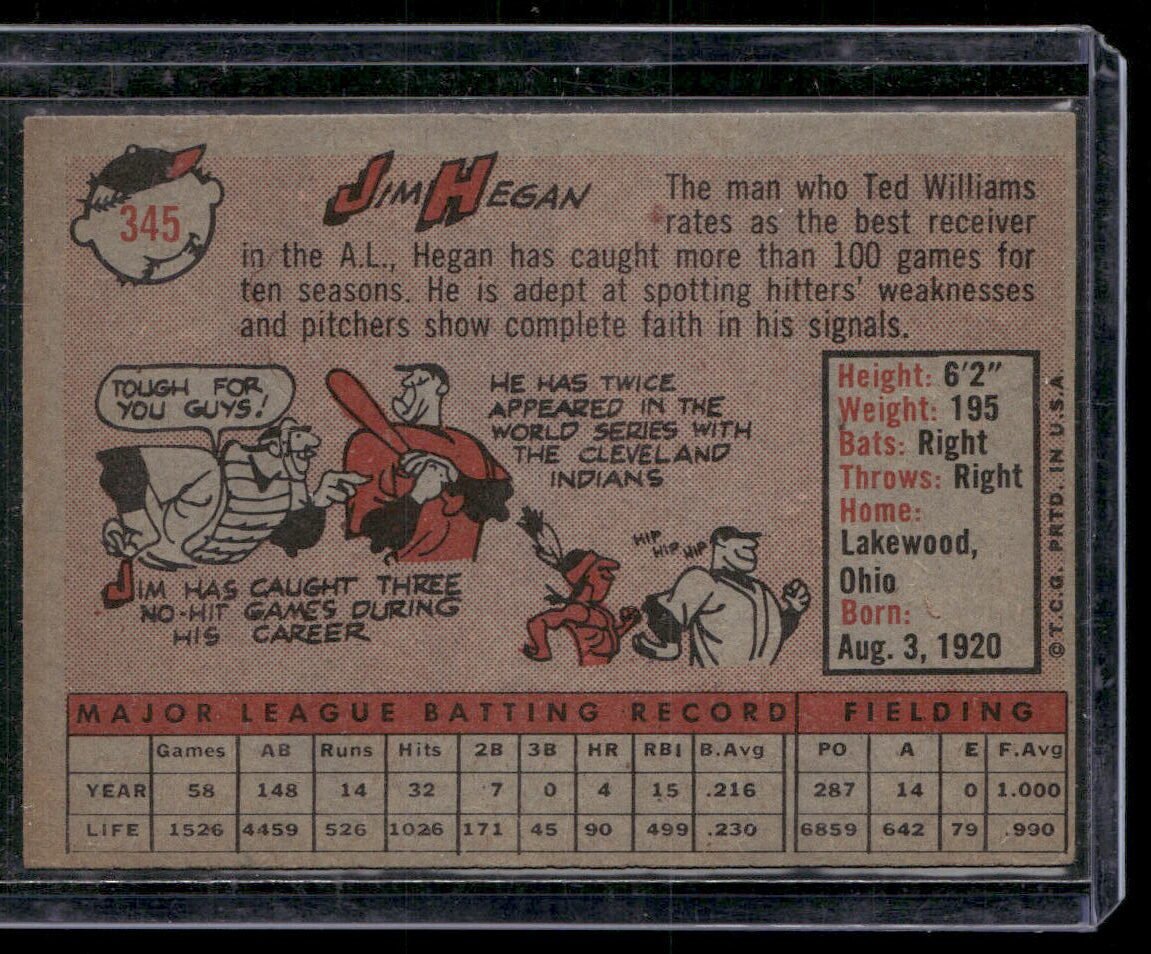 345
JIM HEGAN
The man who Ted Williams
rates as the best receiver
in the A.L., Hegan has caught more than 100 games for
ten seasons. He is adept at spotting hitters' weaknesses
and pitchers show complete faith in his signals.
TOUGH FOR
YOU GUYS!
JIM HAS CAUGHT THREE
NO-HIT GAMES DURING
HIS CAREER
HE HAS TWICE
APPEARED IN THE
WORLD SERIES WITH
THE CLEVELAND
INDIANS
HIP HIP HIP
Height: 6'2"
Weight: 195
Bats: Right
Throws: Right
Home:
Lakewood,
Ohio
Born:
Aug. 3, 1920
©T.C.G. PRTD. IN U.S.A
MAJOR LEAGUE BATTING RECORD FIELDING
Games AB Runs Hits 2B 3B HR RBI B.Avg PO A E F.Avg
YEAR 58 148 14 32 7 0 4 15 .216 287 14 0 1.000
LIFE 1526 4459 526 1026 171 45 90 499 .230 6859 642 79 .990